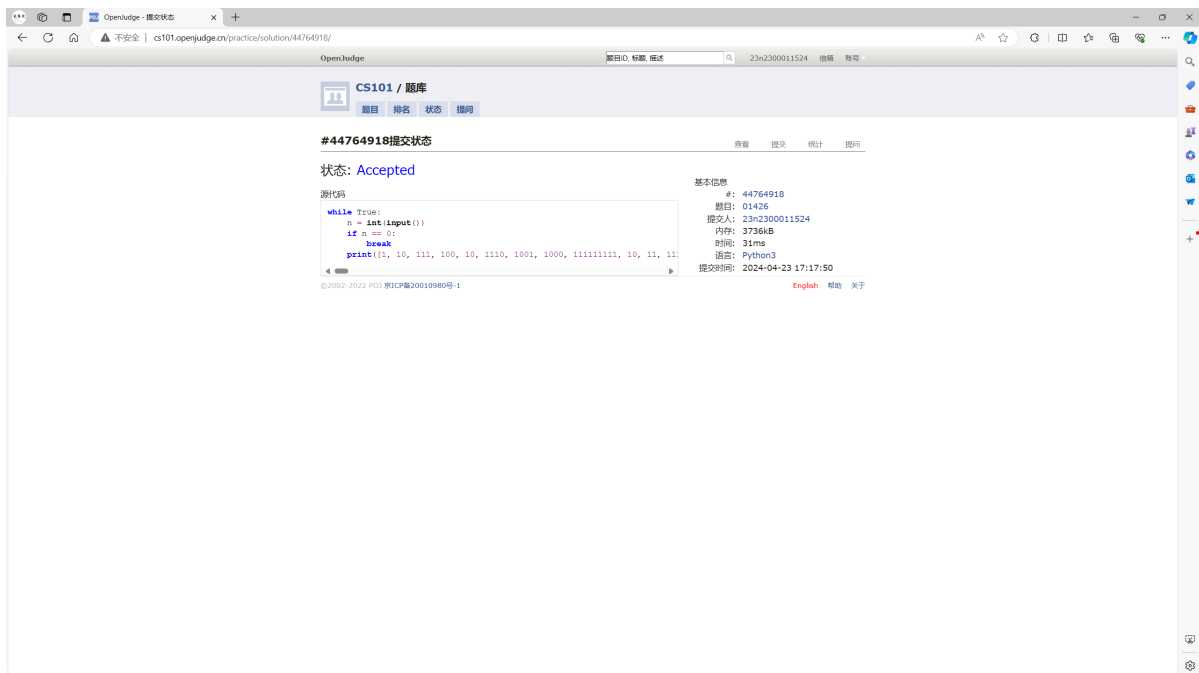 OpenJudge - 提交状态
不安全 | cs101.openjudge.cn/practice/solution/44764918/
OpenJudge 题目ID, 标题, 描述 23n2300011524 信箱 账号
CS101 / 题库
题目 排名 状态 提问
#44764918提交状态 查看 提交 统计 提问
状态: Accepted
基本信息
源代码
#: 44764918
题目: 01426
提交人: 23n2300011524
内存: 3736kB
时间: 31ms
语言: Python3
提交时间: 2024-04-23 17:17:50
while True:
n = int(input())
if n == 0:
break
print([1, 10, 111, 100, 10, 1110, 1001, 1000, 111111111, 10, 11, 11
©2002-2022 POJ 京ICP备20010980号-1 English 帮助 关于